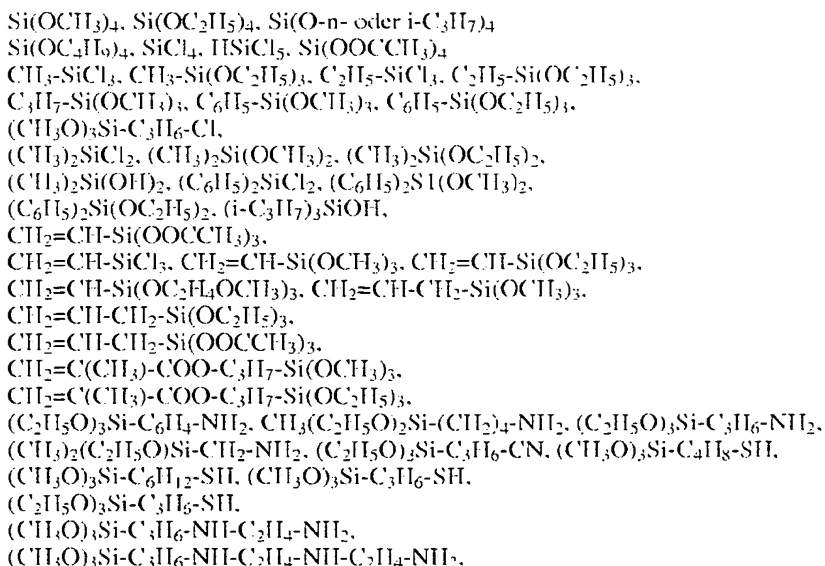 Si(OCH₃)₄, Si(OC₂H₅)₄, Si(O-n- oder i-C₃H₇)₄
Si(OC₄H₉)₄, SiCl₄, HSiCl₅, Si(OOCCH₃)₄
CH₃-SiCl₃, CH₃-Si(OC₂H₅)₃, C₂H₅-SiCl₃, C₂H₅-Si(OC₂H₅)₃,
C₃H₇-Si(OCH₃)₃, C₆H₅-Si(OCH₃)₃, C₆H₅-Si(OC₂H₅)₃,
(CH₃O)₃Si-C₃H₆-Cl,
(CH₃)₂SiCl₂, (CH₃)₂Si(OCH₃)₂, (CH₃)₂Si(OC₂H₅)₂,
(CH₃)₂Si(OH)₂, (C₆H₅)₂SiCl₂, (C₆H₅)₂S1(OCH₃)₂,
(C₆H₅)₂Si(OC₂H₅)₂, (i-C₃H₇)₃SiOH,
CH₂=CH-Si(OOCCH₃)₃,
CH₂=CH-SiCl₃, CH₂=CH-Si(OCH₃)₃, CH₂=CH-Si(OC₂H₅)₃,
CH₂=CH-Si(OC₂H₄OCH₃)₃, CH₂=CH-CH₂-Si(OCH₃)₃,
CH₂=CH-CH₂-Si(OC₂H₅)₃,
CH₂=CH-CH₂-Si(OOCCH₃)₃,
CH₂=C(CH₃)-COO-C₃H₇-Si(OCH₃)₃,
CH₂=C(CH₃)-COO-C₃H₇-Si(OC₂H₅)₃,
(C₂H₅O)₃Si-C₆H₄-NH₂, CH₃(C₂H₅O)₂Si-(CH₂)₄-NH₂, (C₂H₅O)₃Si-C₃H₆-NH₂,
(CH₃)₂(C₂H₅O)Si-CH₂-NH₂, (C₂H₅O)₃Si-C₃H₆-CN, (CH₃O)₃Si-C₄H₈-SH,
(CH₃O)₃Si-C₆H₁₂-SH, (CH₃O)₃Si-C₃H₆-SH,
(C₂H₅O)₃Si-C₃H₆-SH,
(CH₃O)₃Si-C₃H₆-NH-C₂H₄-NH₂,
(CH₃O)₃Si-C₃H₆-NH-C₂H₄-NH-C₂H₄-NH₂,